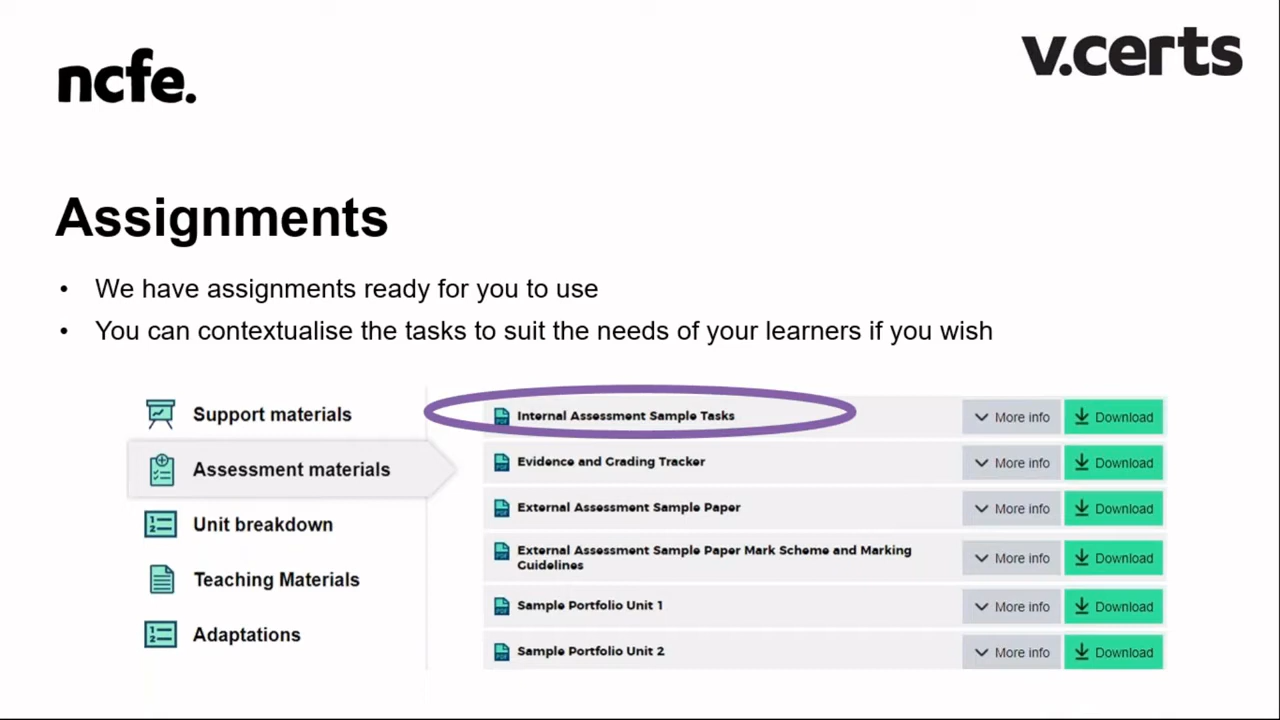 ncfe.
v.certs
Assignments
• We have assignments ready for you to use
• You can contextualise the tasks to suit the needs of your learners if you wish
Support materials
Assessment materials
Unit breakdown
Teaching Materials
Adaptations
Internal Assessment Sample Tasks More info Download
Evidence and Grading Tracker More info Download
External Assessment Sample Paper More info Download
External Assessment Sample Paper Mark Scheme and Marking
Guidelines More info Download
Sample Portfolio Unit 1 More info Download
Sample Portfolio Unit 2 More info Download